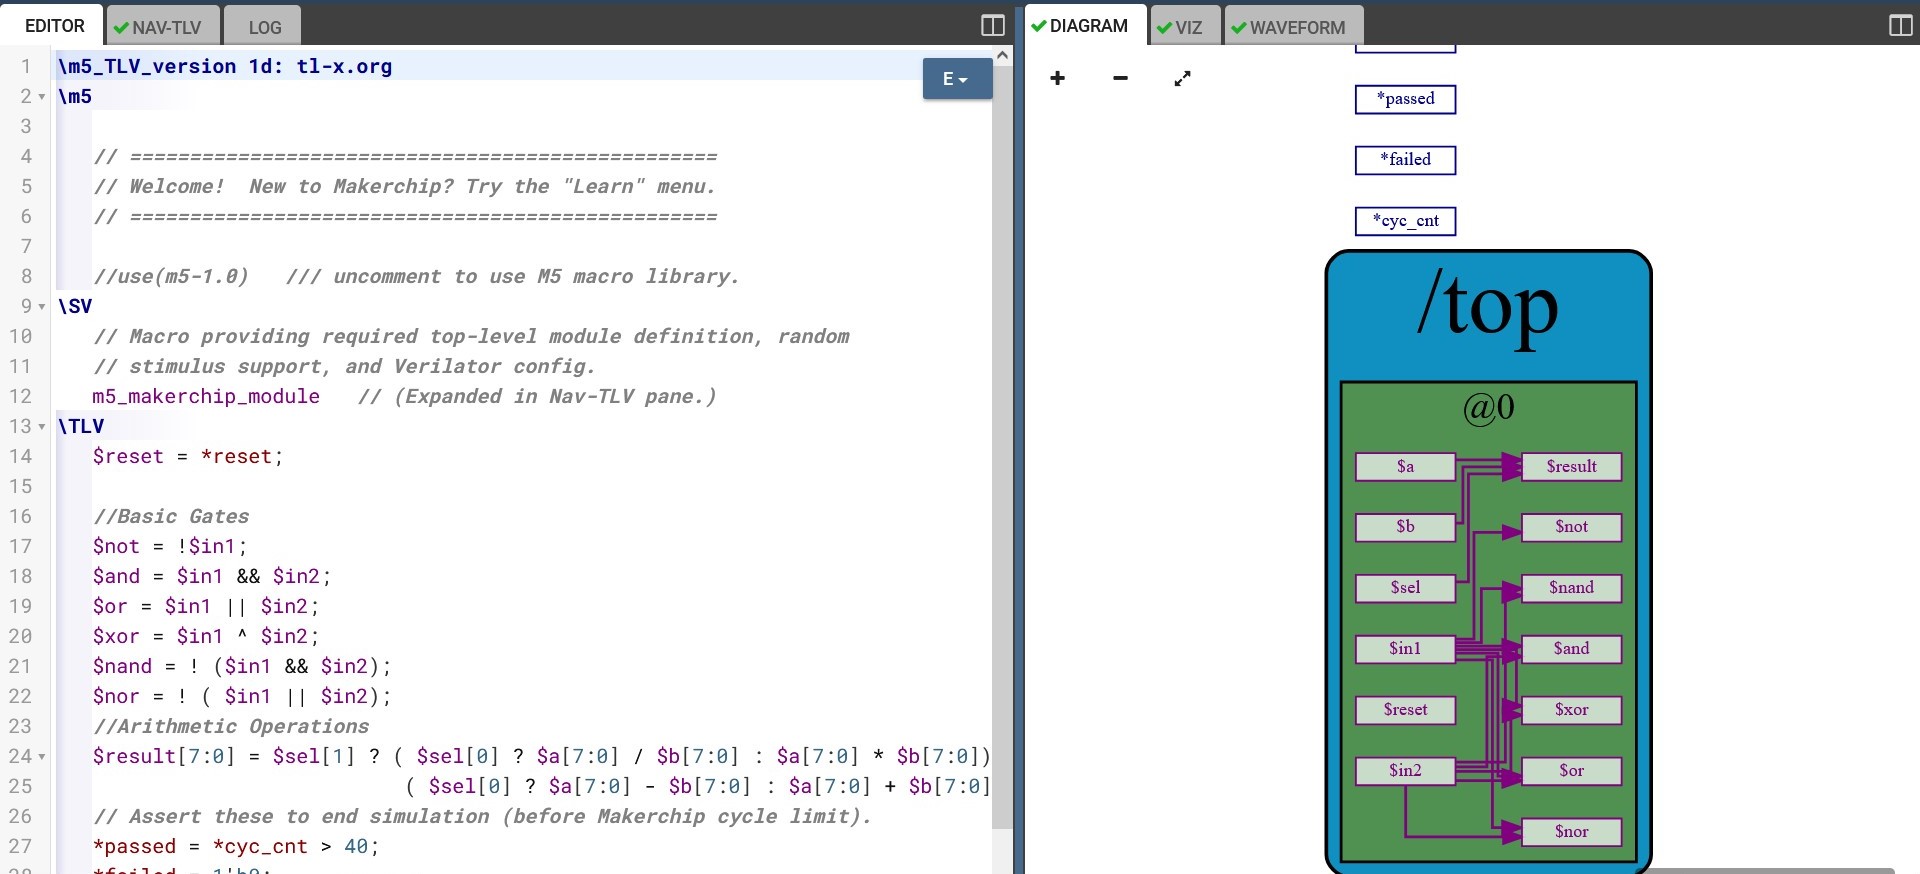 EDITOR
NAV-TLV
LOG
1 \m5_TLV_version 1d: tl-x.org
2 \m5
3
4 // =================================================
5 // Welcome!  New to Makerchip? Try the "Learn" menu.
6 // =================================================
7
8 //use(m5-1.0)   /// uncomment to use M5 macro library.
9 \SV
10 // Macro providing required top-level module definition, random
11 // stimulus support, and Verilator config.
12 m5_makerchip_module   // (Expanded in Nav-TLV pane.)
13 \TLV
14 $reset = *reset;
15
16 //Basic Gates
17 $not = !$in1;
18 $and = $in1 && $in2;
19 $or = $in1 || $in2;
20 $xor = $in1 ^ $in2;
21 $nand = ! ($in1 && $in2);
22 $nor = ! ( $in1 || $in2);
23 //Arithmetic Operations
24 $result[7:0] = $sel[1] ? ( $sel[0] ? $a[7:0] / $b[7:0] : $a[7:0] * $b[7:0])
25 ( $sel[0] ? $a[7:0] - $b[7:0] : $a[7:0] + $b[7:0]
26 // Assert these to end simulation (before Makerchip cycle limit).
27 *passed = *cyc_cnt > 40;
28 *failed = 1'b0;
E
DIAGRAM
VIZ
WAVEFORM
*passed
*failed
*cyc_cnt
/top
@0
$a
$result
$b
$not
$sel
$nand
$in1
$and
$reset
$xor
$in2
$or
$nor